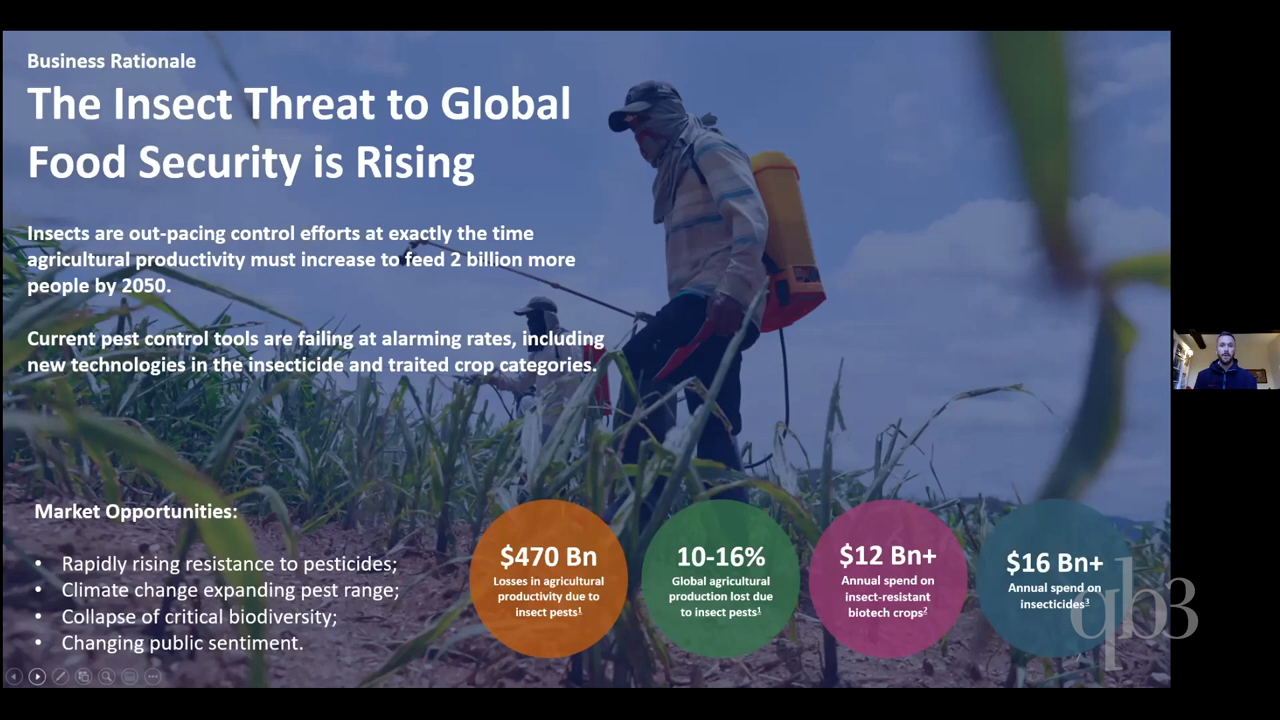 Business Rationale
The Insect Threat to Global
Food Security is Rising
Insects are out-pacing control efforts at exactly the time
agricultural productivity must increase to feed 2 billion more
people by 2050.
Current pest control tools are failing at alarming rates, including
new technologies in the insecticide and traited crop categories.
Market Opportunities:
• Rapidly rising resistance to pesticides;
• Climate change expanding pest range;
• Collapse of critical biodiversity;
• Changing public sentiment.
$470 Bn
Losses in agricultural
productivity due to
insect pests1
10-16%
Global agricultural
production lost due
to insect pests1
$12 Bn+
Annual spend on
insect-resistant
biotech crops2
$16 Bn+
Annual spend on
insecticides3
qb3